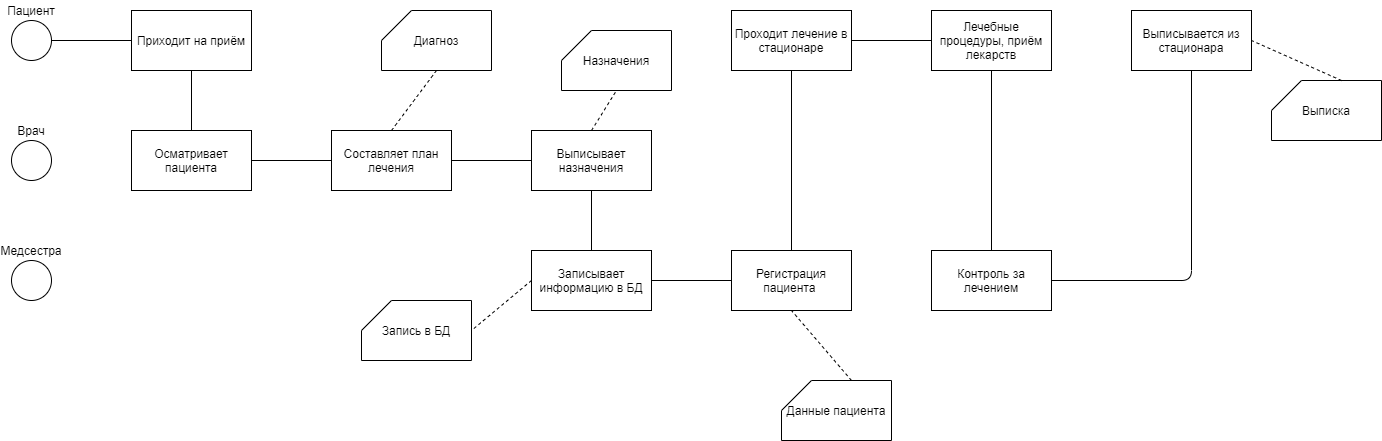 Пациент
Приходит на приём
Диагноз
Назначения
Проходит лечение в
стационаре
Лечебные
процедуры, приём
лекарств
Выписывается из
стационара
Выписка
Врач
Осматривает
пациента
Составляет план
лечения
Выписывает
назначения
Медсестра
Записывает
информацию в БД
Регистрация
пациента
Контроль за
лечением
Запись в БД
Данные пациента